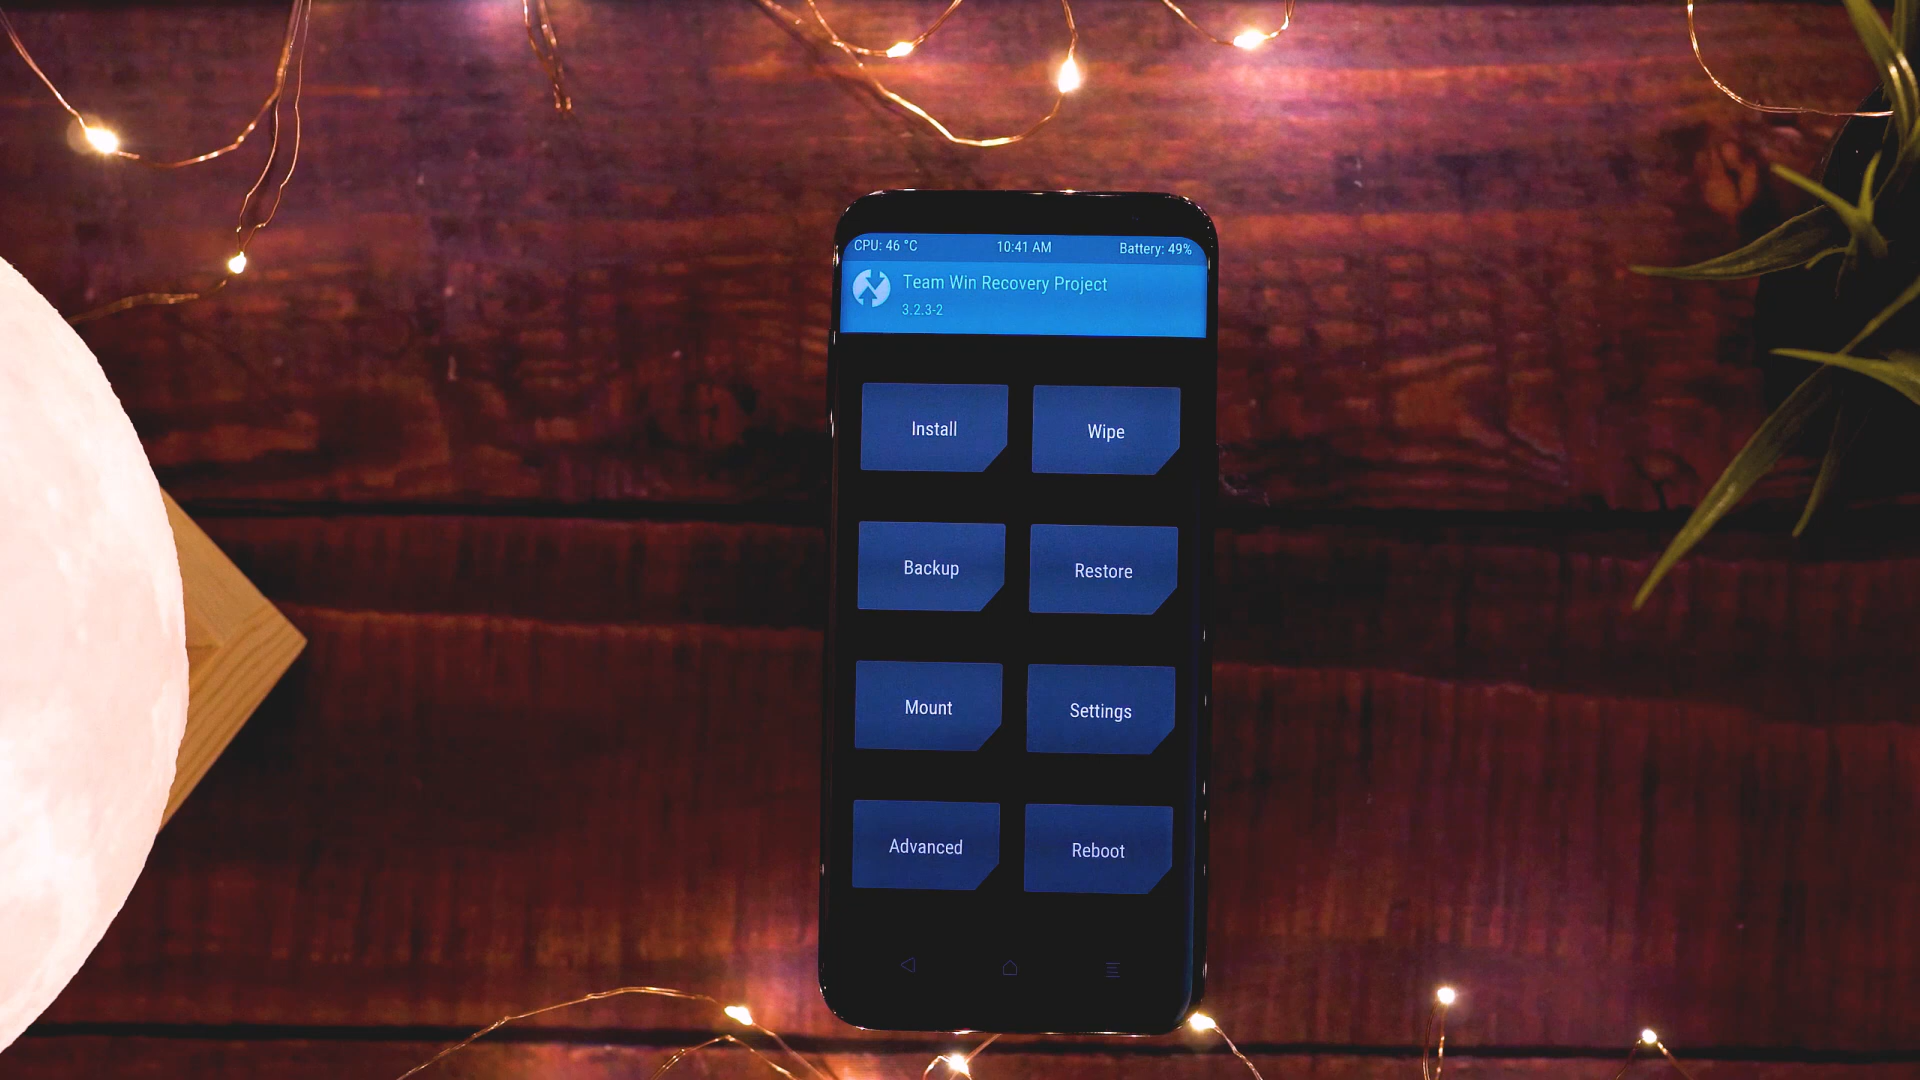 CPU: 46 °C 10:41 AM Battery: 49%
Team Win Recovery Project
3.2.3-2
Install Wipe
Backup Restore
Mount Settings
Advanced Reboot